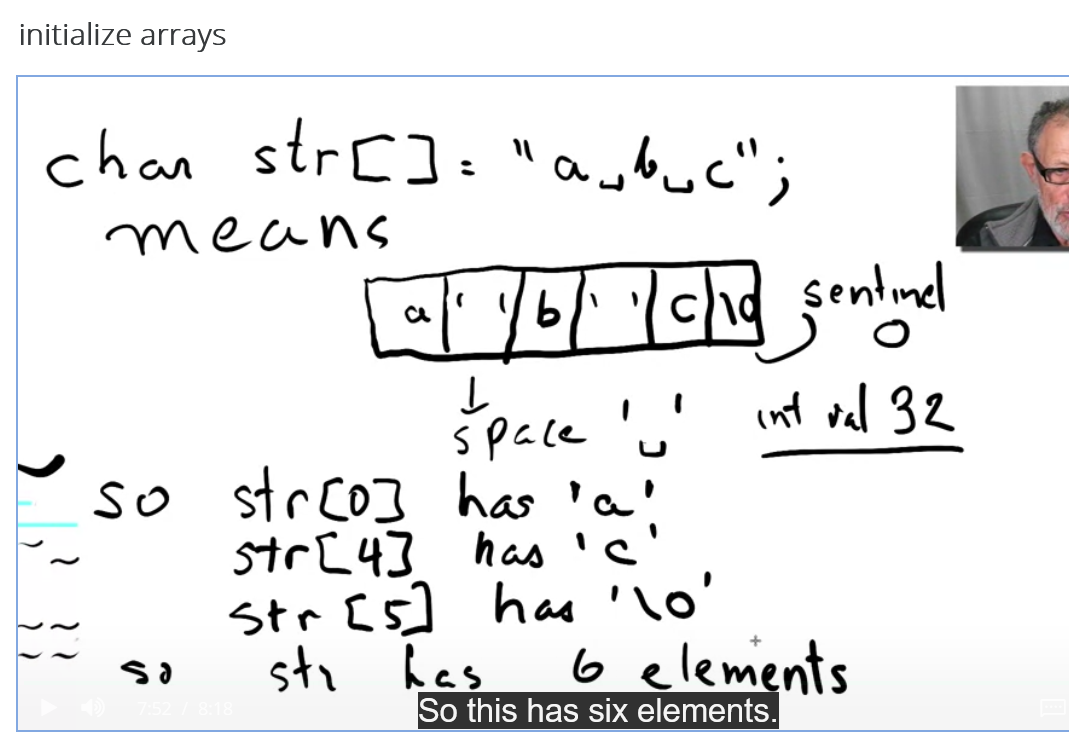 initialize arrays
char str[] = "a␣b␣c";
means
a ' ' b ' ' c \0 sentinel
0
space '␣' int val 32
so str[0] has 'a'
str[4] has 'c'
str[5] has '\0'
so str has 6 elements
So this has six elements.
7:52 / 8:18